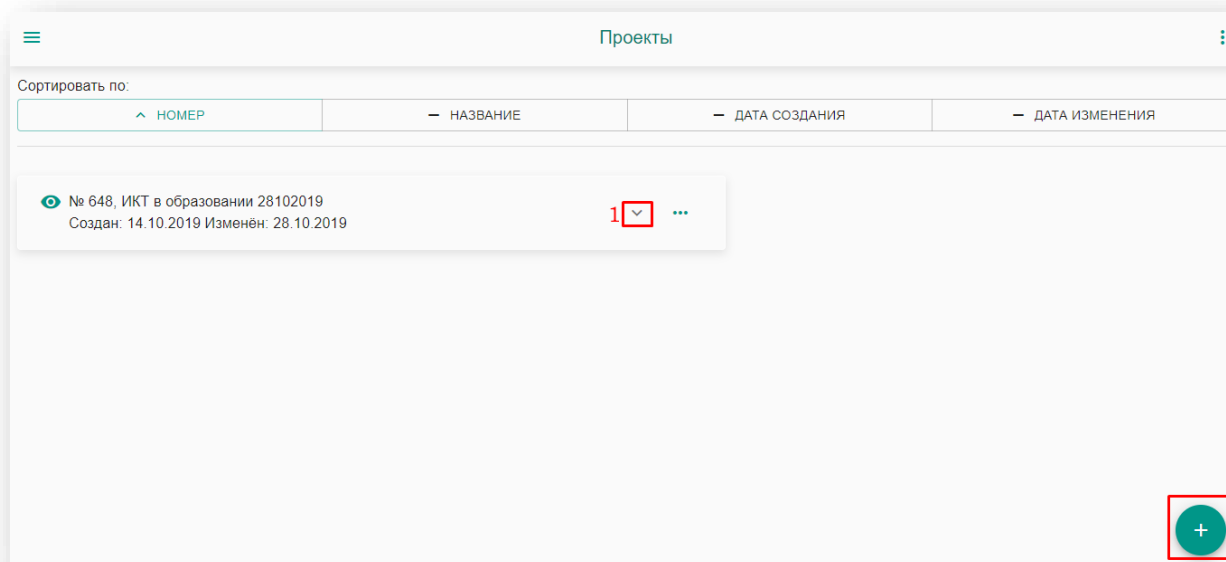 Проекты
Сортировать по:
НОМЕР
НАЗВАНИЕ
ДАТА СОЗДАНИЯ
ДАТА ИЗМЕНЕНИЯ
№ 648, ИКТ в образовании 28102019
Создан: 14.10.2019 Изменён: 28.10.2019
1